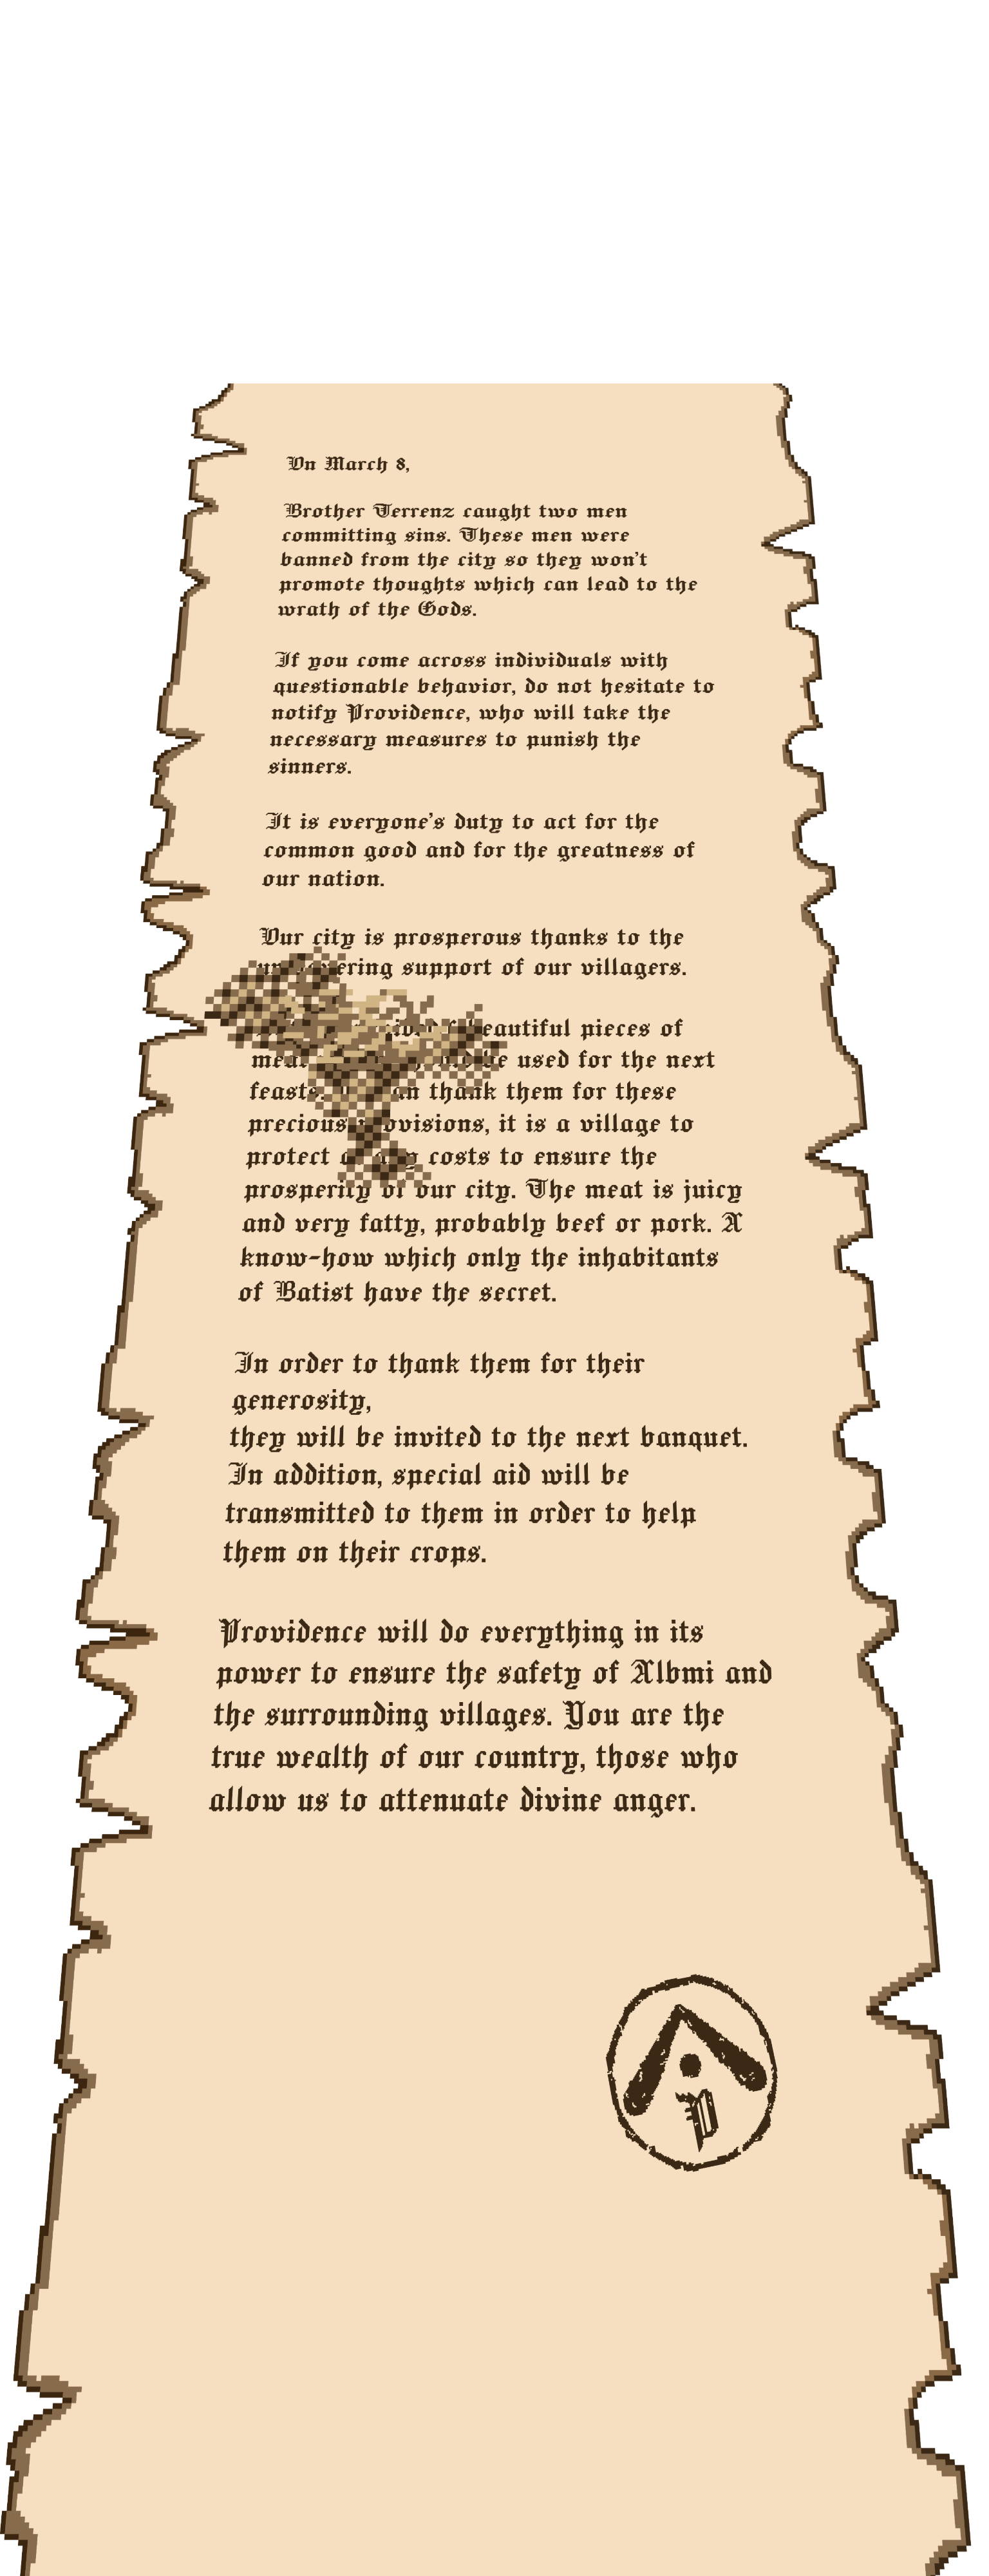 On March 8,
Brother Terrenz caught two men
committing sins. These men were
banned from the city so they won't
promote thoughts which can lead to the
wrath of the Gods.
If you come across individuals with
questionable behavior, do not hesitate to
notify Providence, who will take the
necessary measures to punish the
sinners.
It is everyone's duty to act for the
common good and for the greatness of
our nation.
Our city is prosperous thanks to the
support of our villagers.
beautiful pieces of
used for the next
thank them for these
precious provisions, it is a village to
protect costs to ensure the
prosperity of our city. The meat is juicy
and very fatty, probably beef or pork. A
know-how which only the inhabitants
of Batist have the secret.
In order to thank them for their
generosity,
they will be invited to the next banquet.
In addition, special aid will be
transmitted to them in order to help
them on their crops.
Providence will do everything in its
power to ensure the safety of Albmi and
the surrounding villages. You are the
true wealth of our country, those who
allow us to attenuate divine anger.